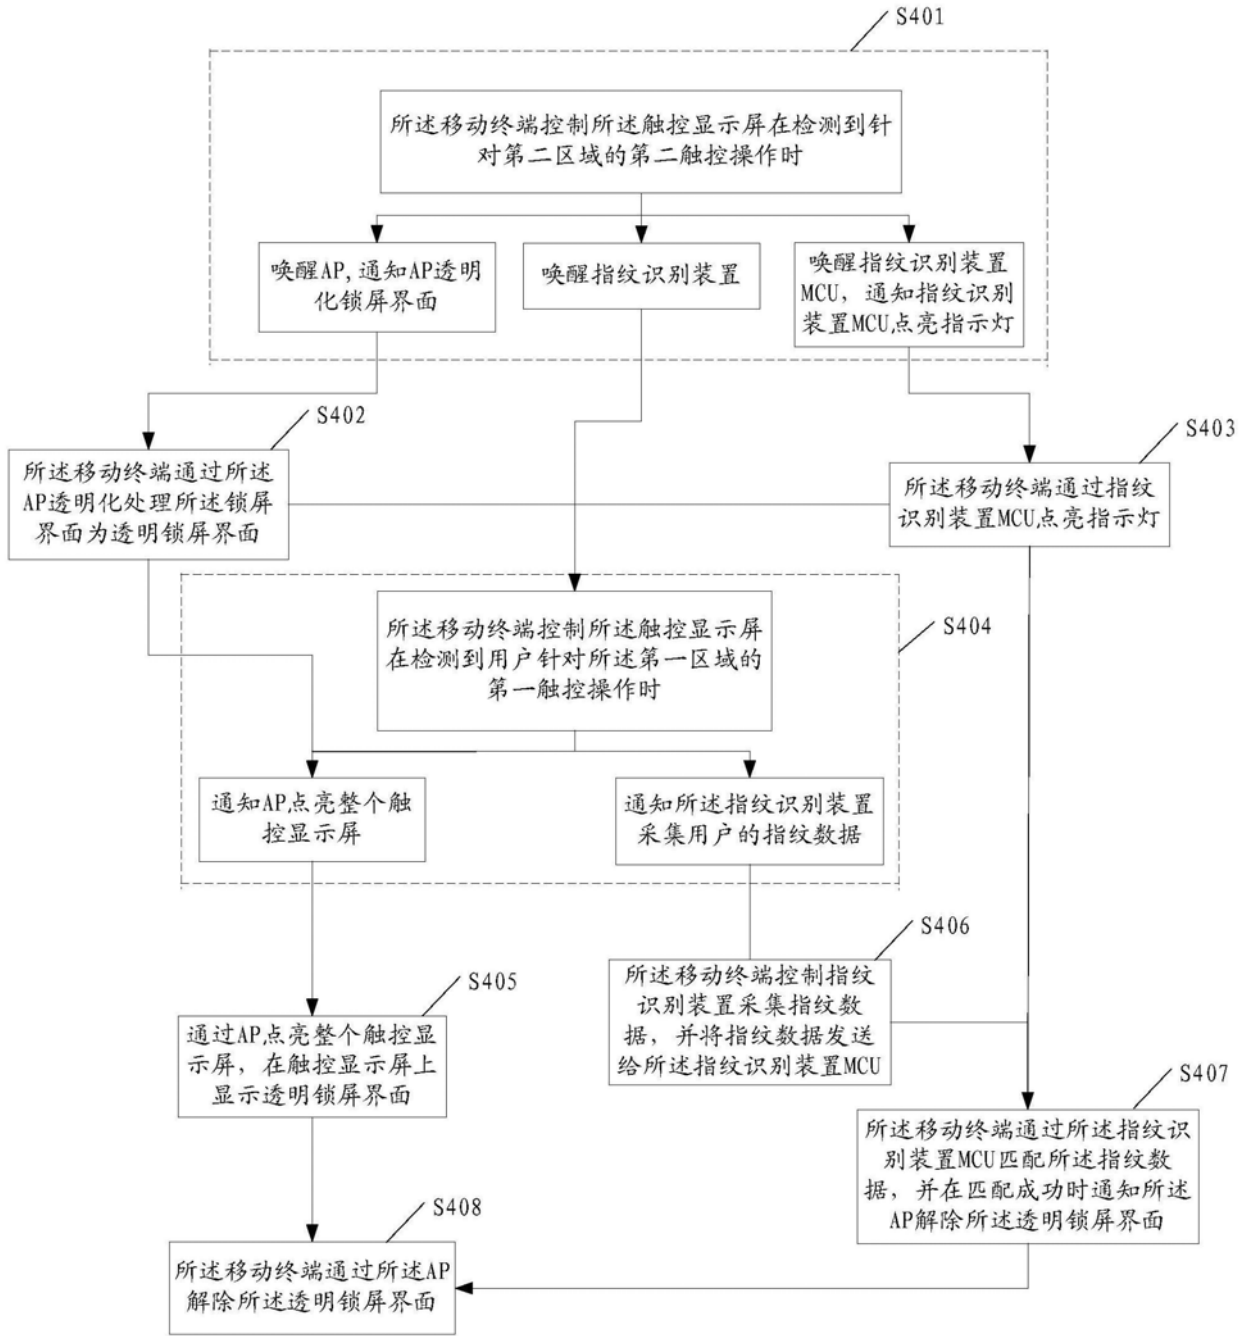 S401
所述移动终端控制所述触控显示屏在检测到针
对第二区域的第二触控操作时
唤醒AP,通知AP透明
化锁屏界面
唤醒指纹识别装置
唤醒指纹识别装置
MCU，通知指纹识别
装置MCU点亮指示灯
S402
所述移动终端通过所述
AP透明化处理所述锁屏
界面为透明锁屏界面
S403
所述移动终端通过指纹
识别装置MCU点亮指示灯
S404
所述移动终端控制所述触控显示屏
在检测到用户针对所述第一区域的
第一触控操作时
通知AP点亮整个触
控显示屏
通知所述指纹识别装置
采集用户的指纹数据
S406
所述移动终端控制指纹
识别装置采集指纹数
据，并将指纹数据发送
给所述指纹识别装置MCU
S405
通过AP点亮整个触控显
示屏，在触控显示屏上
显示透明锁屏界面
S407
所述移动终端通过所述指纹识
别装置MCU匹配所述指纹数
据，并在匹配成功时通知所述
AP解除所述透明锁屏界面
S408
所述移动终端通过所述AP
解除所述透明锁屏界面